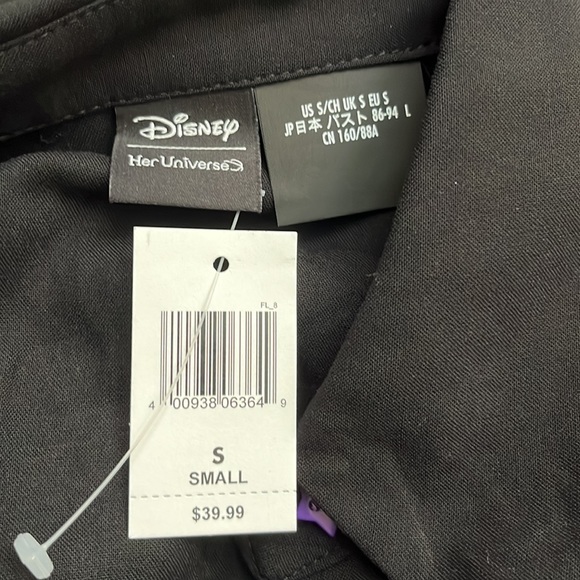 Disney
Her Universe
US S/CH UK S EU S
JP日本 バスト 86-94 L
CN 160/88A
FL_8
4 00938 06364 9
S
SMALL
$39.99